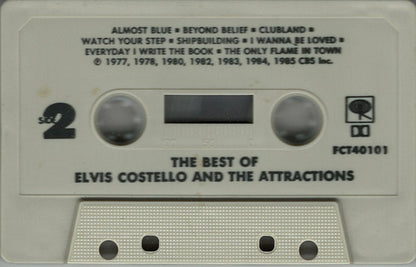 ALMOST BLUE ▪ BEYOND BELIEF ▪ CLUBLAND ▪
WATCH YOUR STEP ▪ SHIPBUILDING ▪ I WANNA BE LOVED ▪
EVERYDAY I WRITE THE BOOK ▪ THE ONLY FLAME IN TOWN
℗ 1977, 1978, 1980, 1982, 1983, 1984, 1985 CBS Inc.
2
FCT40101
THE BEST OF
ELVIS COSTELLO AND THE ATTRACTIONS